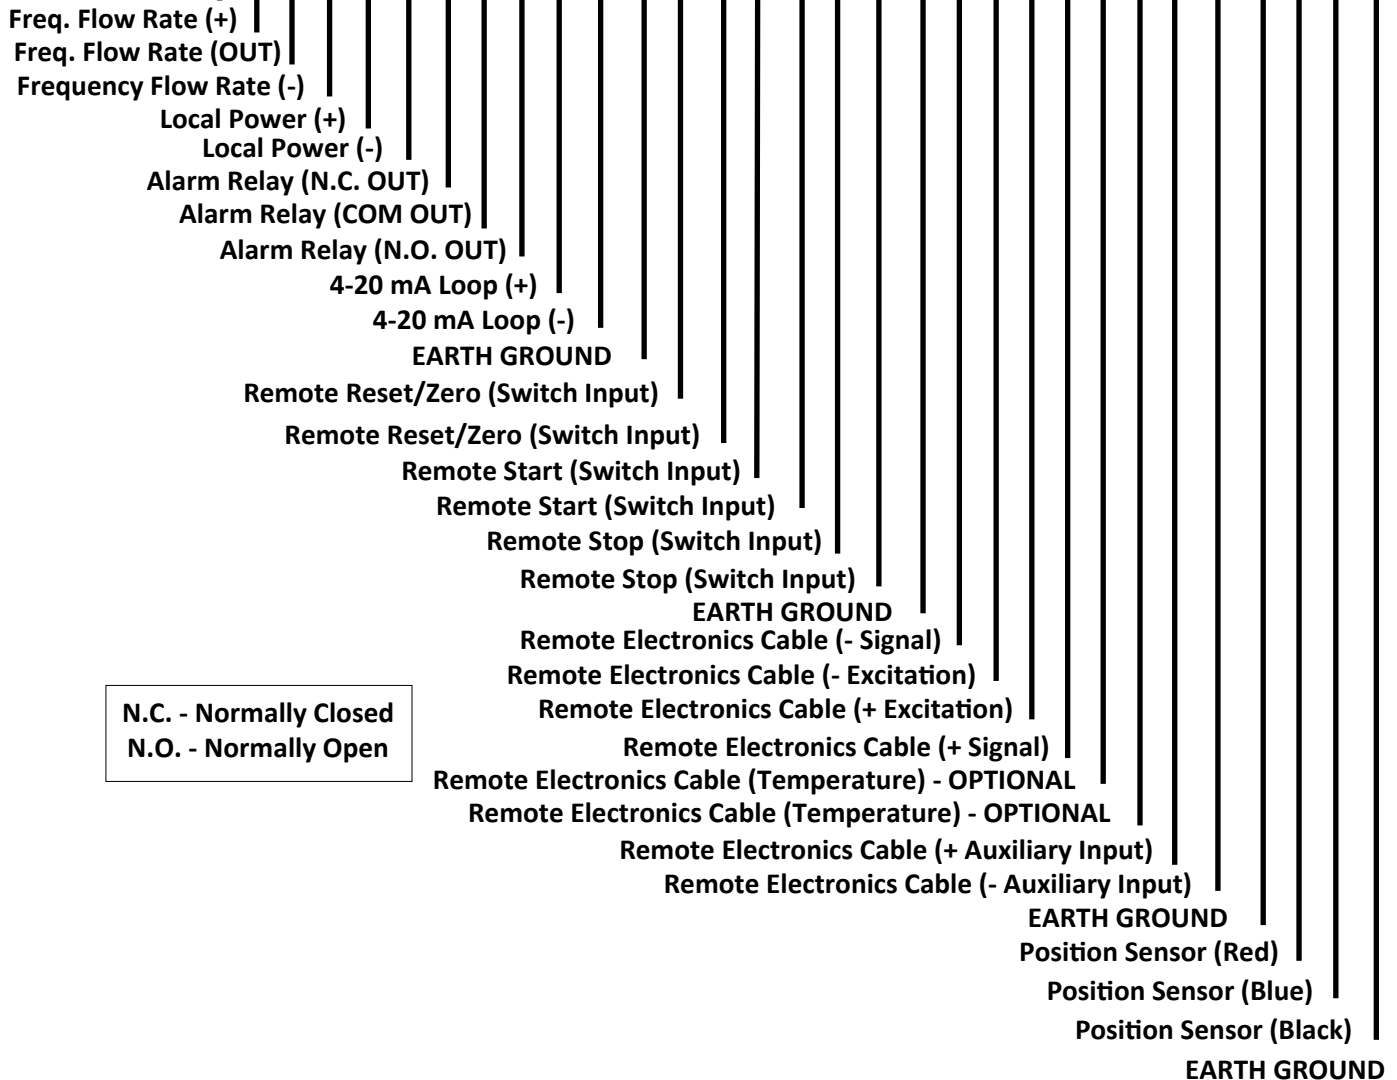 Freq. Flow Rate (+)
Freq. Flow Rate (OUT)
Frequency Flow Rate (-)
Local Power (+)
Local Power (-)
Alarm Relay (N.C. OUT)
Alarm Relay (COM OUT)
Alarm Relay (N.O. OUT)
4-20 mA Loop (+)
4-20 mA Loop (-)
EARTH GROUND
Remote Reset/Zero (Switch Input)
Remote Reset/Zero (Switch Input)
Remote Start (Switch Input)
Remote Start (Switch Input)
Remote Stop (Switch Input)
Remote Stop (Switch Input)
EARTH GROUND
Remote Electronics Cable (- Signal)
Remote Electronics Cable (- Excitation)
Remote Electronics Cable (+ Excitation)
Remote Electronics Cable (+ Signal)
Remote Electronics Cable (Temperature) - OPTIONAL
Remote Electronics Cable (Temperature) - OPTIONAL
Remote Electronics Cable (+ Auxiliary Input)
Remote Electronics Cable (- Auxiliary Input)
EARTH GROUND
Position Sensor (Red)
Position Sensor (Blue)
Position Sensor (Black)
EARTH GROUND
N.C. - Normally Closed
N.O. - Normally Open